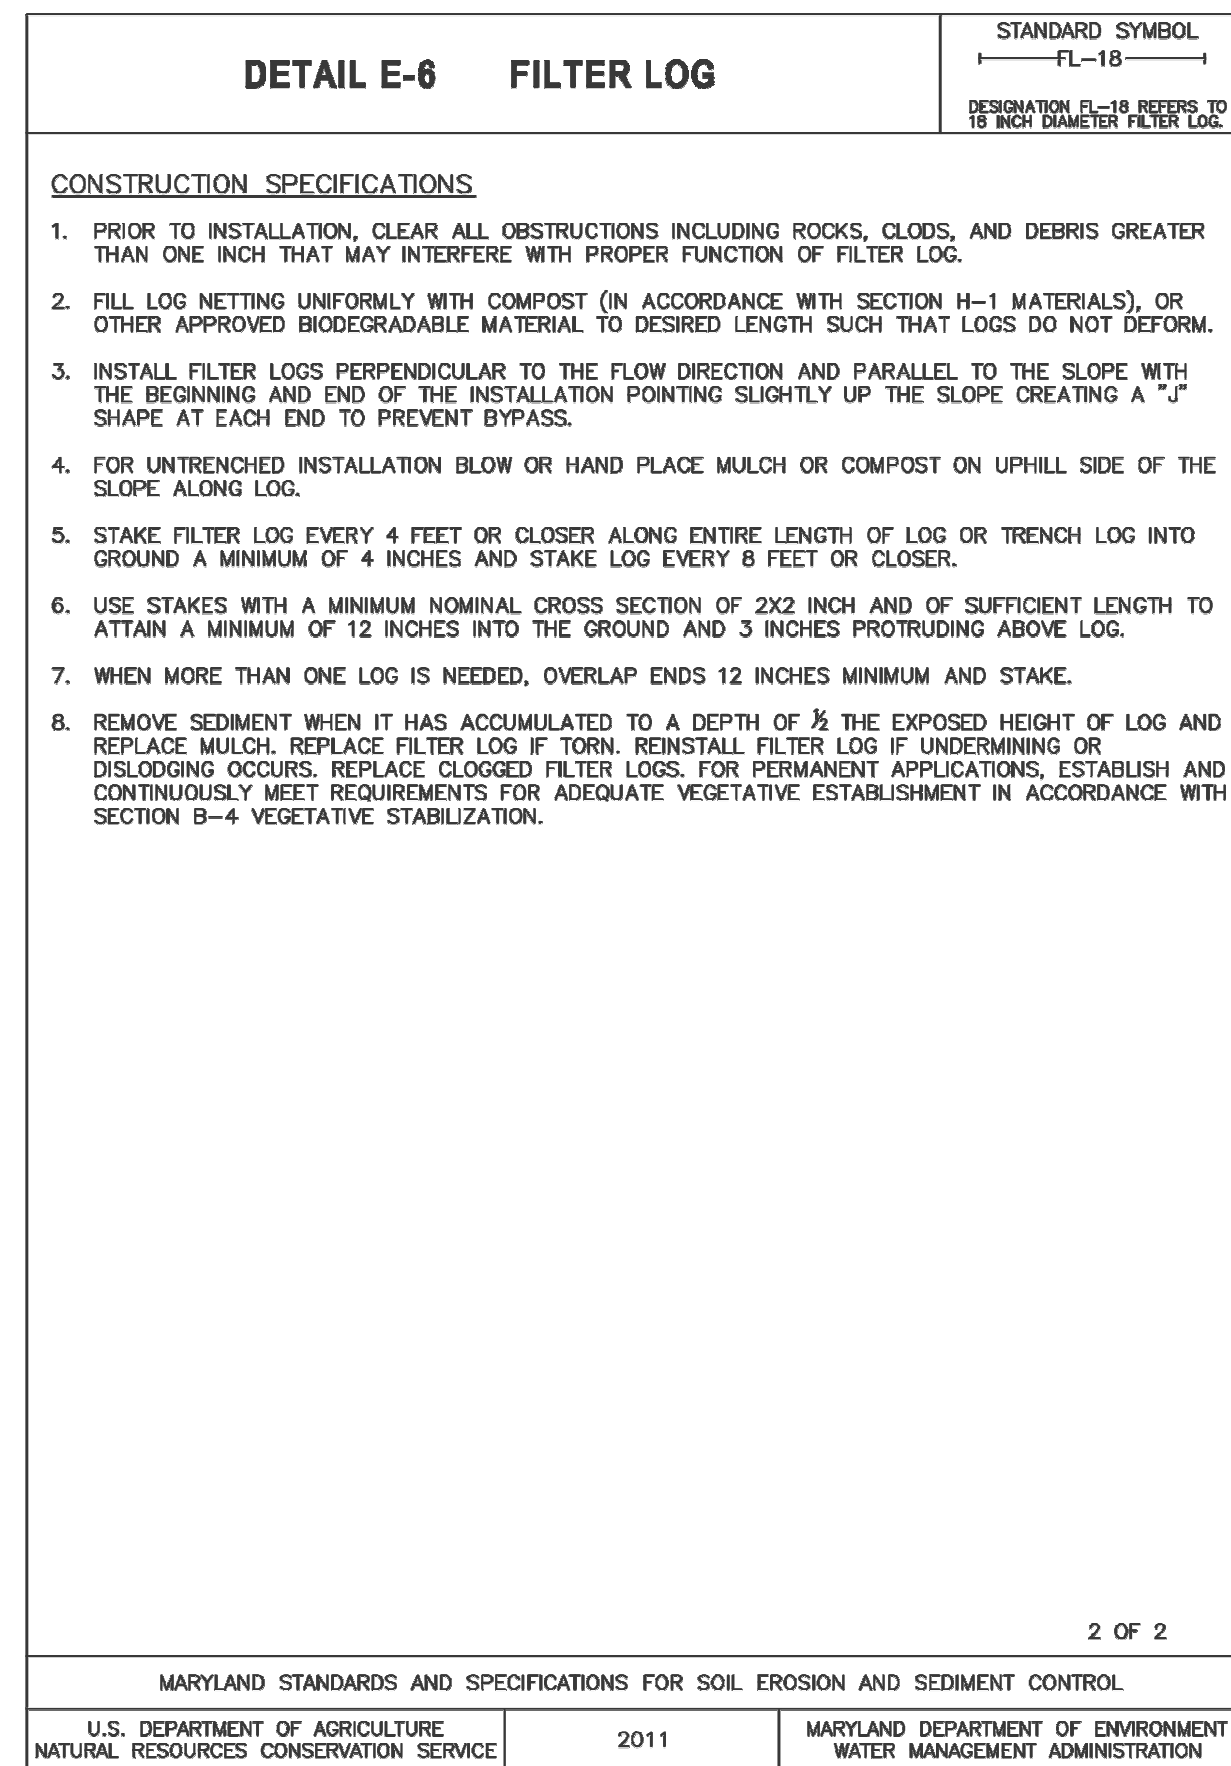 DETAIL E-6 FILTER LOG
STANDARD SYMBOL
FL-18
DESIGNATION FL-18 REFERS TO
18 INCH DIAMETER FILTER LOG.
CONSTRUCTION SPECIFICATIONS
1. PRIOR TO INSTALLATION, CLEAR ALL OBSTRUCTIONS INCLUDING ROCKS, CLODS, AND DEBRIS GREATER
THAN ONE INCH THAT MAY INTERFERE WITH PROPER FUNCTION OF FILTER LOG.
2. FILL LOG NETTING UNIFORMLY WITH COMPOST (IN ACCORDANCE WITH SECTION H-1 MATERIALS), OR
OTHER APPROVED BIODEGRADABLE MATERIAL TO DESIRED LENGTH SUCH THAT LOGS DO NOT DEFORM.
3. INSTALL FILTER LOGS PERPENDICULAR TO THE FLOW DIRECTION AND PARALLEL TO THE SLOPE WITH
THE BEGINNING AND END OF THE INSTALLATION POINTING SLIGHTLY UP THE SLOPE CREATING A "J"
SHAPE AT EACH END TO PREVENT BYPASS.
4. FOR UNTRENCHED INSTALLATION BLOW OR HAND PLACE MULCH OR COMPOST ON UPHILL SIDE OF THE
SLOPE ALONG LOG.
5. STAKE FILTER LOG EVERY 4 FEET OR CLOSER ALONG ENTIRE LENGTH OF LOG OR TRENCH LOG INTO
GROUND A MINIMUM OF 4 INCHES AND STAKE LOG EVERY 8 FEET OR CLOSER.
6. USE STAKES WITH A MINIMUM NOMINAL CROSS SECTION OF 2X2 INCH AND OF SUFFICIENT LENGTH TO
ATTAIN A MINIMUM OF 12 INCHES INTO THE GROUND AND 3 INCHES PROTRUDING ABOVE LOG.
7. WHEN MORE THAN ONE LOG IS NEEDED, OVERLAP ENDS 12 INCHES MINIMUM AND STAKE.
8. REMOVE SEDIMENT WHEN IT HAS ACCUMULATED TO A DEPTH OF ½ THE EXPOSED HEIGHT OF LOG AND
REPLACE MULCH. REPLACE FILTER LOG IF TORN. REINSTALL FILTER LOG IF UNDERMINING OR
DISLODGING OCCURS. REPLACE CLOGGED FILTER LOGS. FOR PERMANENT APPLICATIONS, ESTABLISH AND
CONTINUOUSLY MEET REQUIREMENTS FOR ADEQUATE VEGETATIVE ESTABLISHMENT IN ACCORDANCE WITH
SECTION B-4 VEGETATIVE STABILIZATION.
2 OF 2
MARYLAND STANDARDS AND SPECIFICATIONS FOR SOIL EROSION AND SEDIMENT CONTROL
U.S. DEPARTMENT OF AGRICULTURE
NATURAL RESOURCES CONSERVATION SERVICE
2011
MARYLAND DEPARTMENT OF ENVIRONMENT
WATER MANAGEMENT ADMINISTRATION